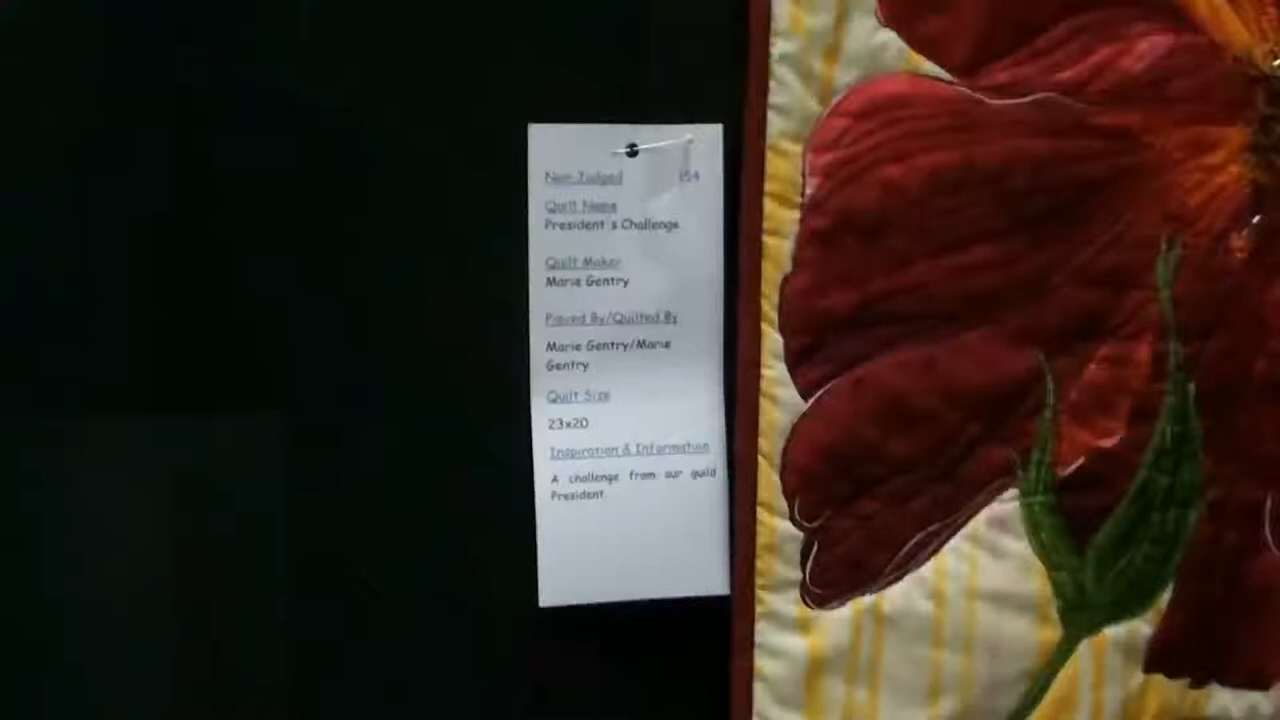 Non Judged 154
Quilt Name
President's Challenge
Quilt Maker
Marie Gentry
Pieced By/Quilted By
Marie Gentry/Marie
Gentry
Quilt Size
23x20
Inspiration & Information
A challenge from our guild
President.